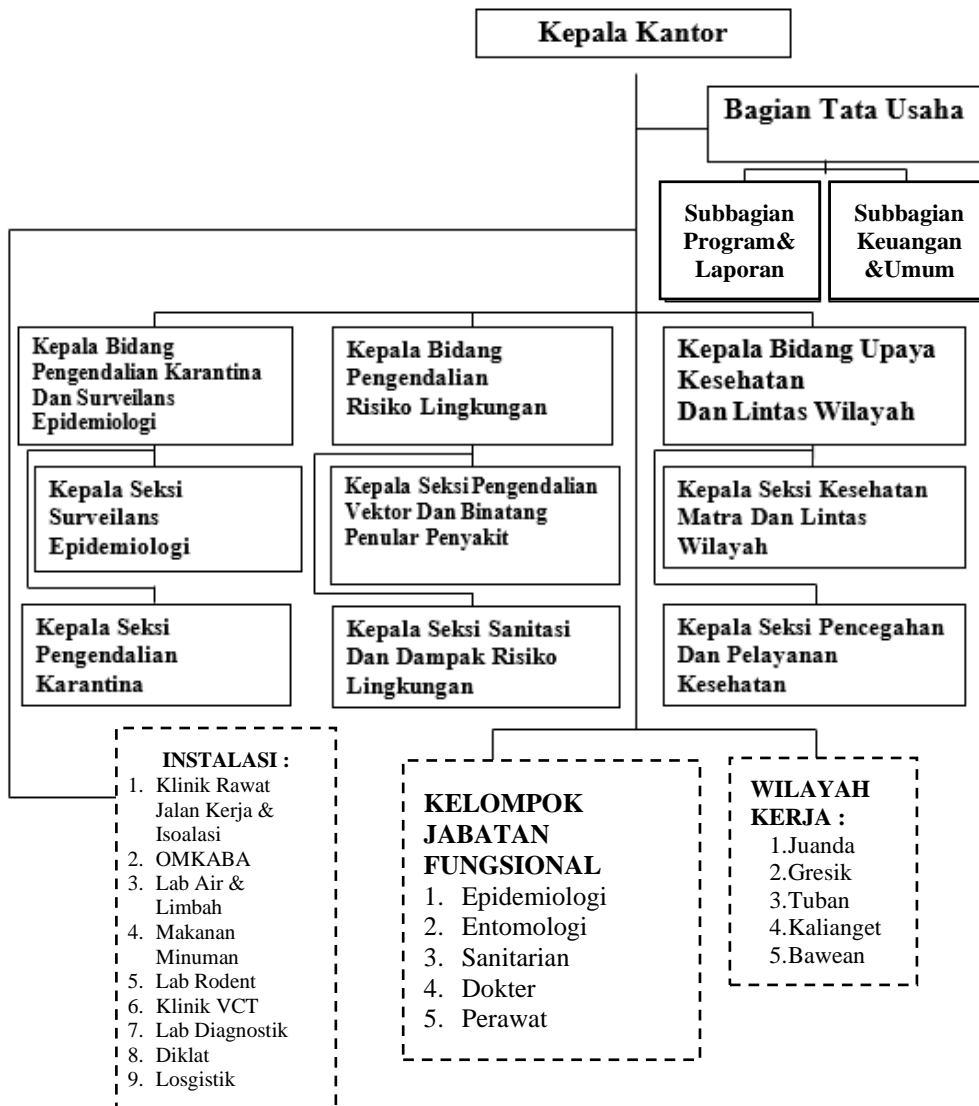 Kepala Kantor
Bagian Tata Usaha
Subbagian
Program&
Laporan
Subbagian
Keuangan
&Umum
Kepala Bidang
Pengendalian Karantina
Dan Surveilans
Epidemiologi
Kepala Bidang
Pengendalian
Risiko Lingkungan
Kepala Bidang Upaya
Kesehatan
Dan Lintas Wilayah
Kepala Seksi
Surveilans
Epidemiologi
Kepala Seksi Pengendalian
Vektor Dan Binatang
Penular Penyakit
Kepala Seksi Kesehatan
Matra Dan Lintas
Wilayah
Kepala Seksi
Pengendalian
Karantina
Kepala Seksi Sanitasi
Dan Dampak Risiko
Lingkungan
Kepala Seksi Pencegahan
Dan Pelayanan
Kesehatan
INSTALASI :
1. Klinik Rawat
Jalan Kerja &
Isoalasi
2. OMKABA
3. Lab Air &
Limbah
4. Makanan
Minuman
5. Lab Rodent
6. Klinik VCT
7. Lab Diagnostik
8. Diklat
9. Losgistik
KELOMPOK
JABATAN
FUNGSIONAL
1. Epidemiologi
2. Entomologi
3. Sanitarian
4. Dokter
5. Perawat
WILAYAH
KERJA :
1.Juanda
2.Gresik
3.Tuban
4.Kalianget
5.Bawean